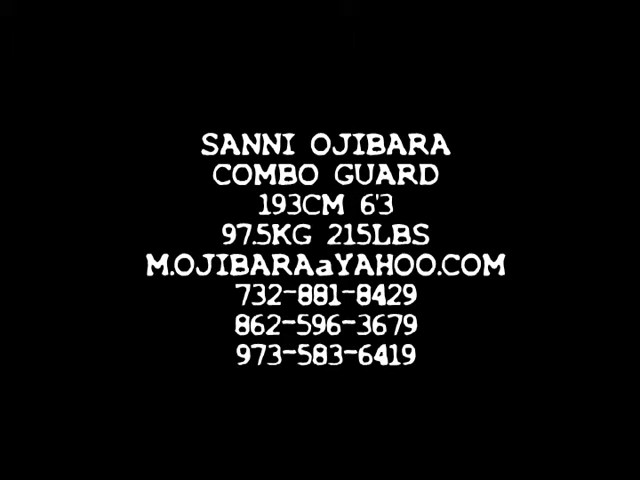 SANNI OJIBARA
COMBO GUARD
193CM 6'3
97.5KG 215LBS
M.OJIBARAaYAHOO.COM
732-881-8429
862-596-3679
973-583-6419